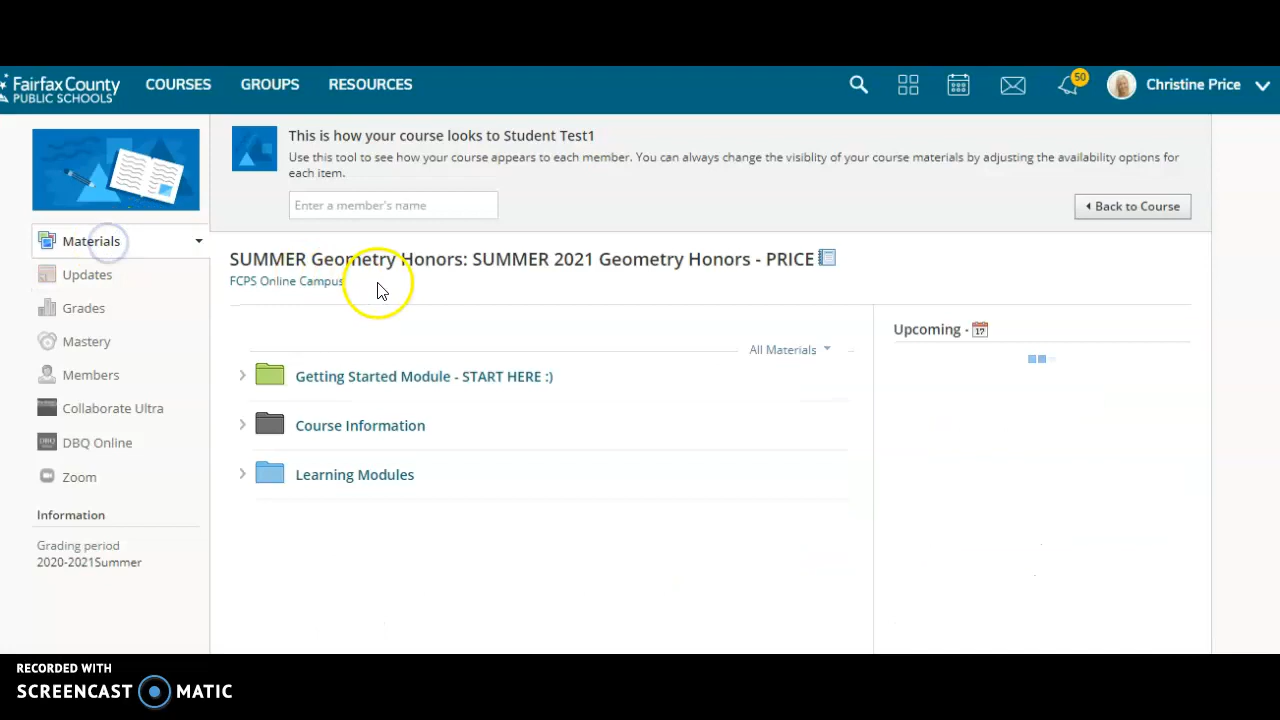 Fairfax County
PUBLIC SCHOOLS
COURSES
GROUPS
RESOURCES
50
Christine Price
This is how your course looks to Student Test1
Use this tool to see how your course appears to each member. You can always change the visiblity of your course materials by adjusting the availability options for
each item.
Enter a member's name
Back to Course
Materials
Updates
Grades
Mastery
Members
Collaborate Ultra
DBQ
DBQ Online
Zoom
Information
Grading period
2020-2021Summer
SUMMER Geometry Honors: SUMMER 2021 Geometry Honors - PRICE
FCPS Online Campus
All Materials
Getting Started Module - START HERE :)
Course Information
Learning Modules
Upcoming -
17
RECORDED WITH
SCREENCAST MATIC